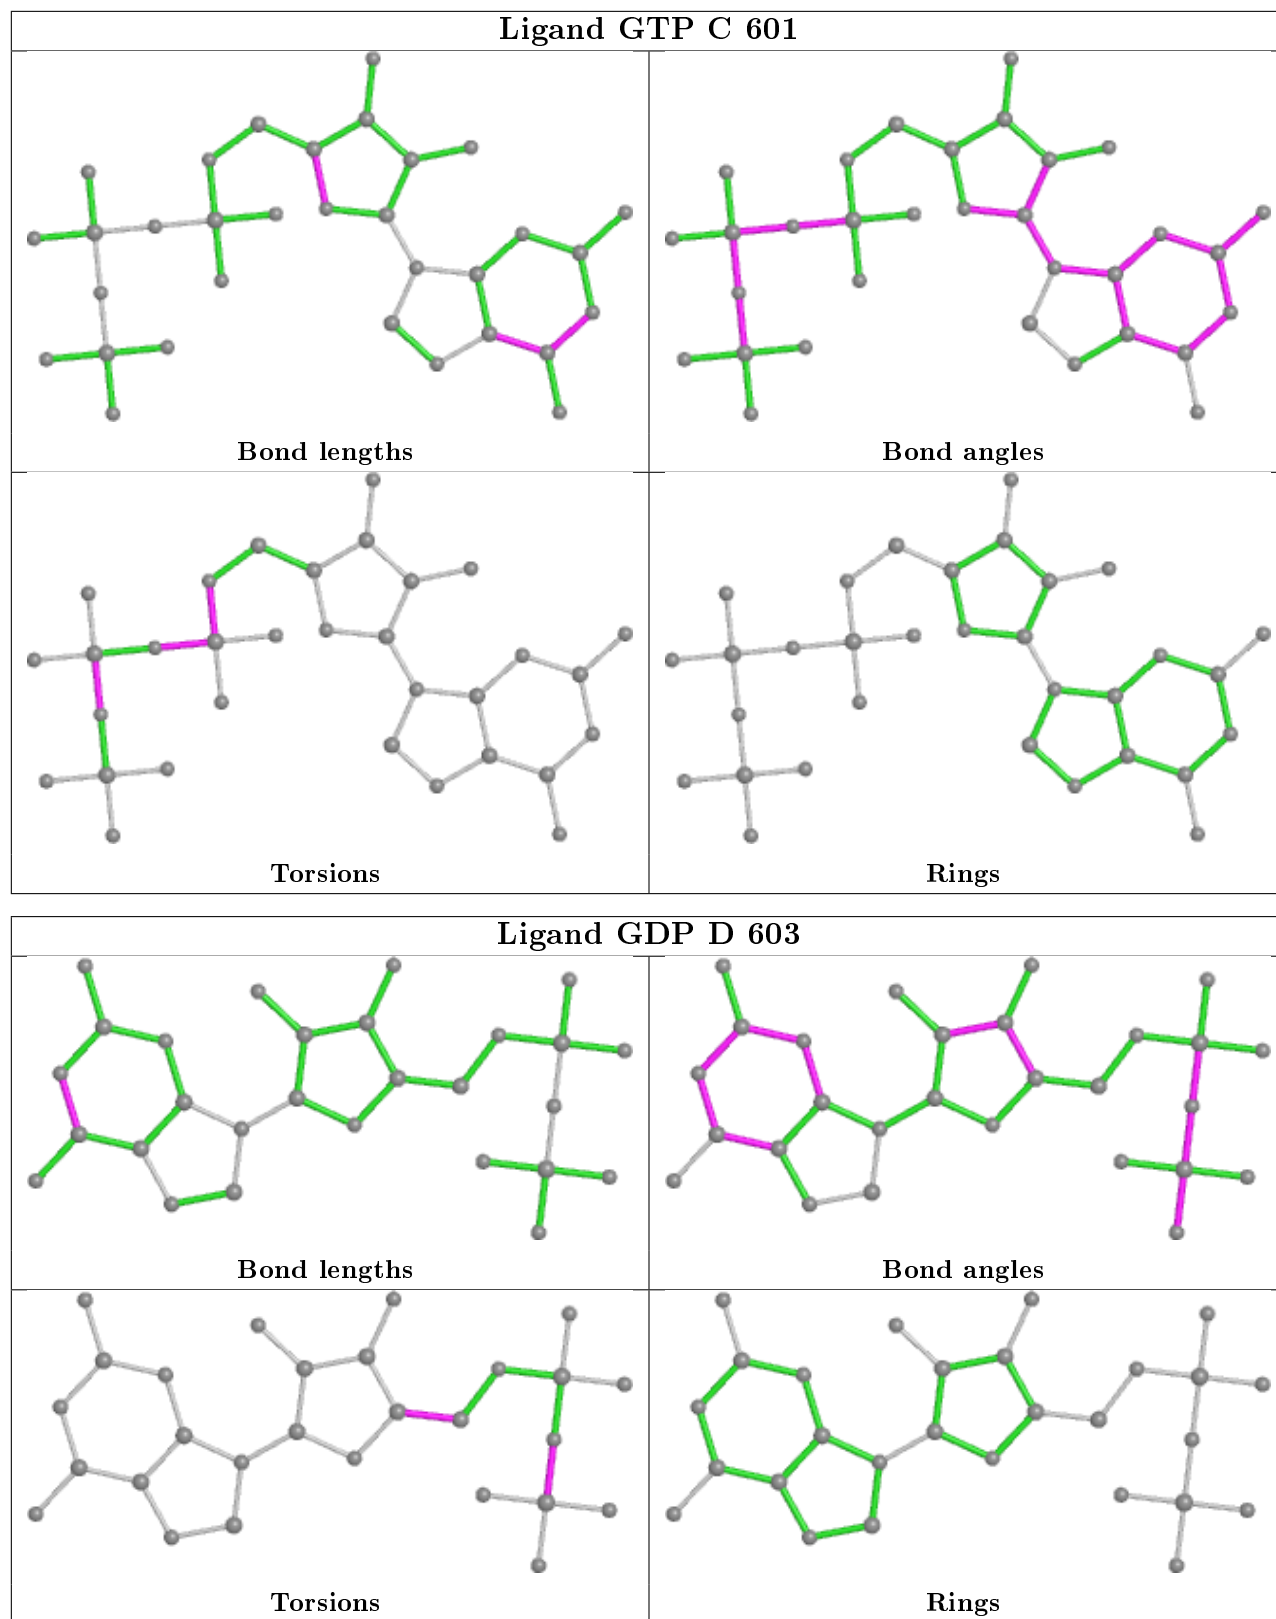 Ligand GTP C 601
Bond lengths
Bond angles
Torsions
Rings
Ligand GDP D 603
Bond lengths
Bond angles
Torsions
Rings